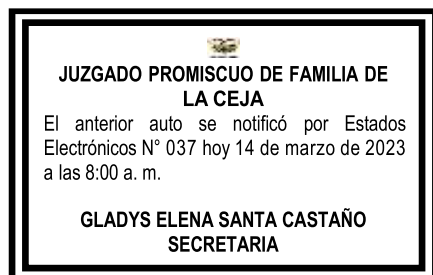 JUZGADO PROMISCUO DE FAMILIA DE
LA CEJA
El anterior auto se notificó por Estados
Electrónicos N° 037 hoy 14 de marzo de 2023
a las 8:00 a. m.
GLADYS ELENA SANTA CASTAÑO
SECRETARIA